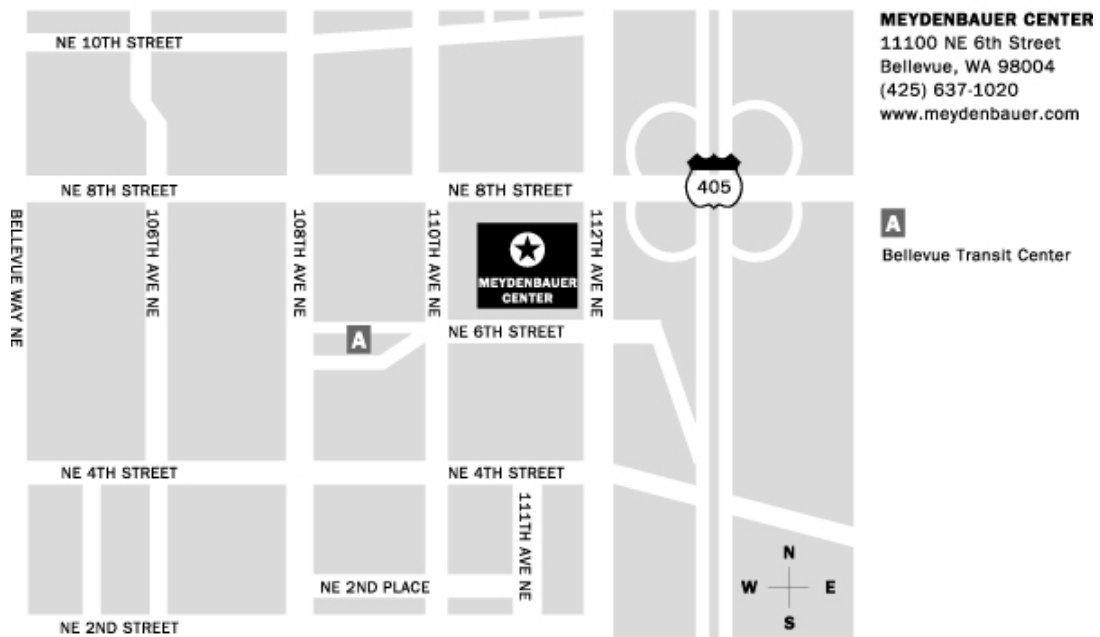 MEYDENBAUER CENTER
11100 NE 6th Street
Bellevue, WA 98004
(425) 637-1020
www.meydenbauer.com
A
Bellevue Transit Center
NE 10TH STREET
NE 8TH STREET
NE 8TH STREET
405
BELLEVUE WAY NE
106TH AVE NE
108TH AVE NE
110TH AVE NE
MEYDENBAUER
CENTER
112TH AVE NE
A
NE 6TH STREET
NE 4TH STREET
NE 4TH STREET
111TH AVE NE
NE 2ND PLACE
NE 2ND STREET
N
W
E
S